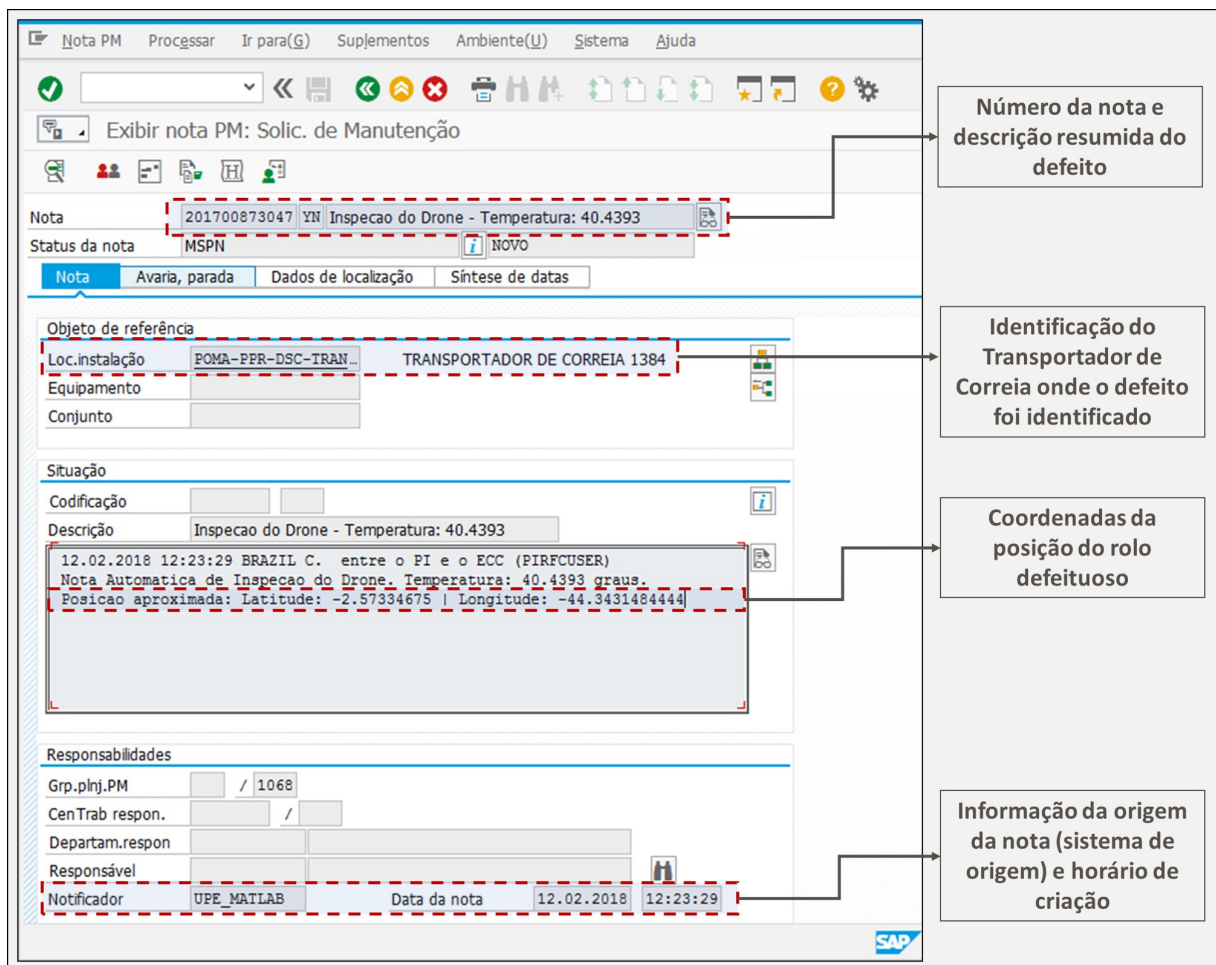 Nota PM Processar Ir para(G) Suplementos Ambiente(U) Sistema Ajuda
Exibir nota PM: Solic. de Manutenção
Nota 201700873047 YN Inspecao do Drone - Temperatura: 40.4393
Status da nota MSPN i NOVO
Nota Avaria, parada Dados de localização Síntese de datas
Objeto de referência
Loc.instalação POMA-PPR-DSC-TRAN… TRANSPORTADOR DE CORREIA 1384
Equipamento
Conjunto
Situação
Codificação i
Descrição Inspecao do Drone - Temperatura: 40.4393
12.02.2018 12:23:29 BRAZIL C. entre o PI e o ECC (PIRFCUSER)
Nota Automatica de Inspecao do Drone. Temperatura: 40.4393 graus.
Posicao aproximada: Latitude: -2.57334675 | Longitude: -44.3431484444
Responsabilidades
Grp.plnj.PM / 1068
CenTrab respon. /
Departam.respon
Responsável
Notificador UPE_MATLAB Data da nota 12.02.2018 12:23:29
SAP
Número da nota e
descrição resumida do
defeito
Identificação do
Transportador de
Correia onde o defeito
foi identificado
Coordenadas da
posição do rolo
defeituoso
Informação da origem
da nota (sistema de
origem) e horário de
criação